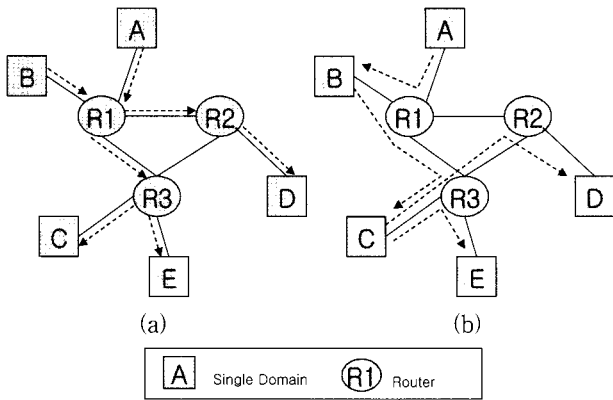 A
B
R1
R2
R3
C
D
E
(a)
A
B
R1
R2
R3
C
D
E
(b)
A Single Domain R1 Router